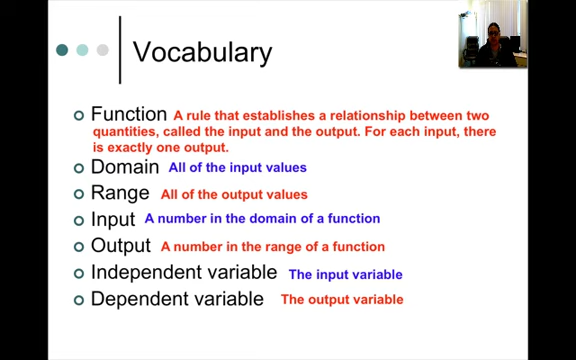 Vocabulary
Function A rule that establishes a relationship between two
quantities, called the input and the output. For each input, there
is exactly one output.
Domain All of the input values
Range All of the output values
Input A number in the domain of a function
Output A number in the range of a function
Independent variable The input variable
Dependent variable The output variable